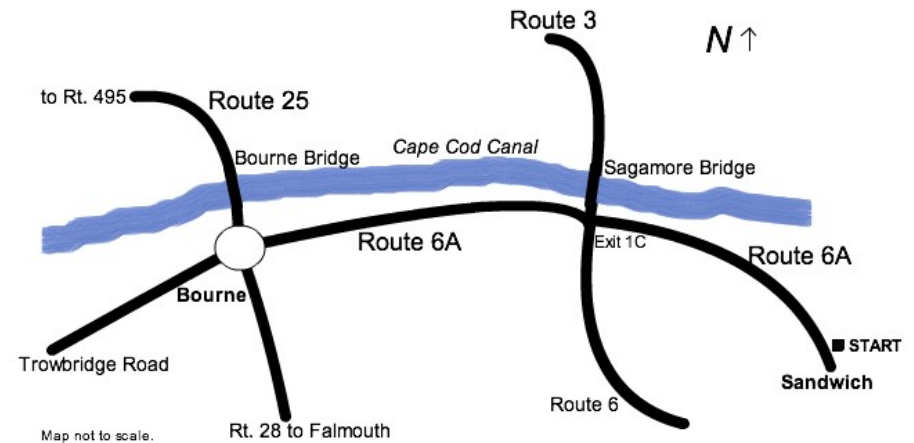 Route 3
N ↑
to Rt. 495
Route 25
Cape Cod Canal
Bourne Bridge
Sagamore Bridge
Route 6A
Exit 1C
Route 6A
Bourne
START
Trowbridge Road
Sandwich
Route 6
Rt. 28 to Falmouth
Map not to scale.